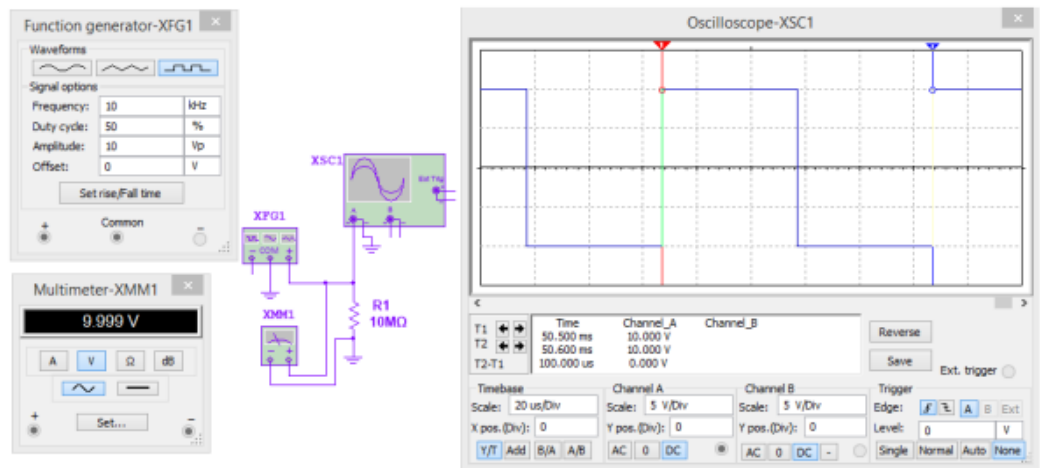 Function generator-XFG1
Waveforms
Signal options
Frequency: 10 kHz
Duty cycle: 50 %
Amplitude: 10 Vp
Offset: 0 V
Set rise/Fall time
+ Common −
Multimeter-XMM1
9.999 V
A V Ω dB
Set...
+ −
XSC1
Ext Trig
A B
XFG1
− COM +
XMM1
R1
10MΩ
Oscilloscope-XSC1
Time Channel_A Channel_B
T1 50.500 ms 10.000 V
T2 50.600 ms 10.000 V
T2-T1 100.000 us 0.000 V
Reverse
Save
Ext. trigger
Timebase
Scale: 20 us/Div
X pos.(Div): 0
Y/T Add B/A A/B
Channel A
Scale: 5 V/Div
Y pos.(Div): 0
AC 0 DC
Channel B
Scale: 5 V/Div
Y pos.(Div): 0
AC 0 DC -
Trigger
Edge: A B Ext
Level: 0 V
Single Normal Auto None